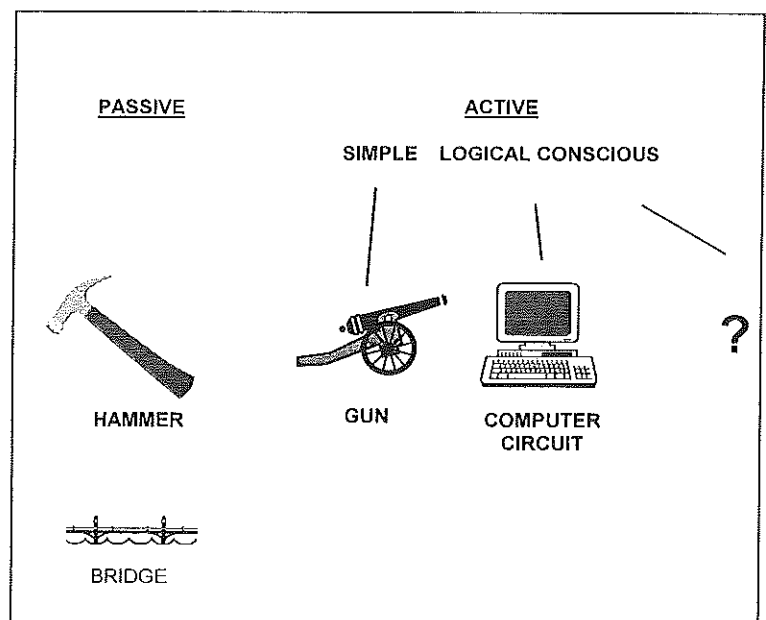 PASSIVE ACTIVE
SIMPLE LOGICAL CONSCIOUS
?
HAMMER GUN COMPUTER
CIRCUIT
BRIDGE